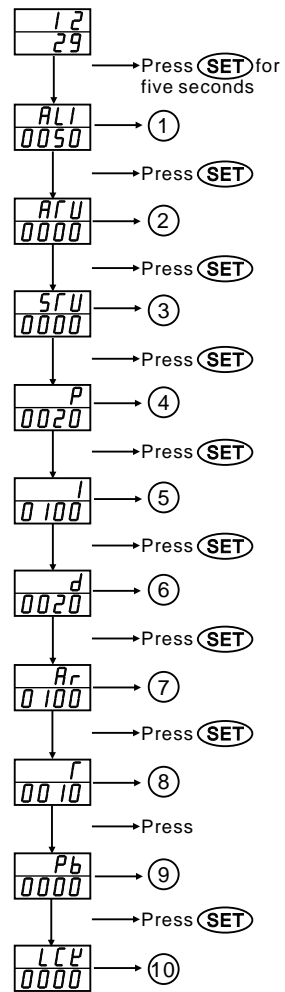 12
29
Press SET for
five seconds
AL1
0050
1
Press SET
ATU
0000
2
Press SET
STU
0000
3
Press SET
P
0020
4
Press SET
I
0100
5
Press SET
d
0020
6
Press SET
Ar
0100
7
Press SET
T
0010
8
Press
Pb
0000
9
Press SET
LCK
0000
10